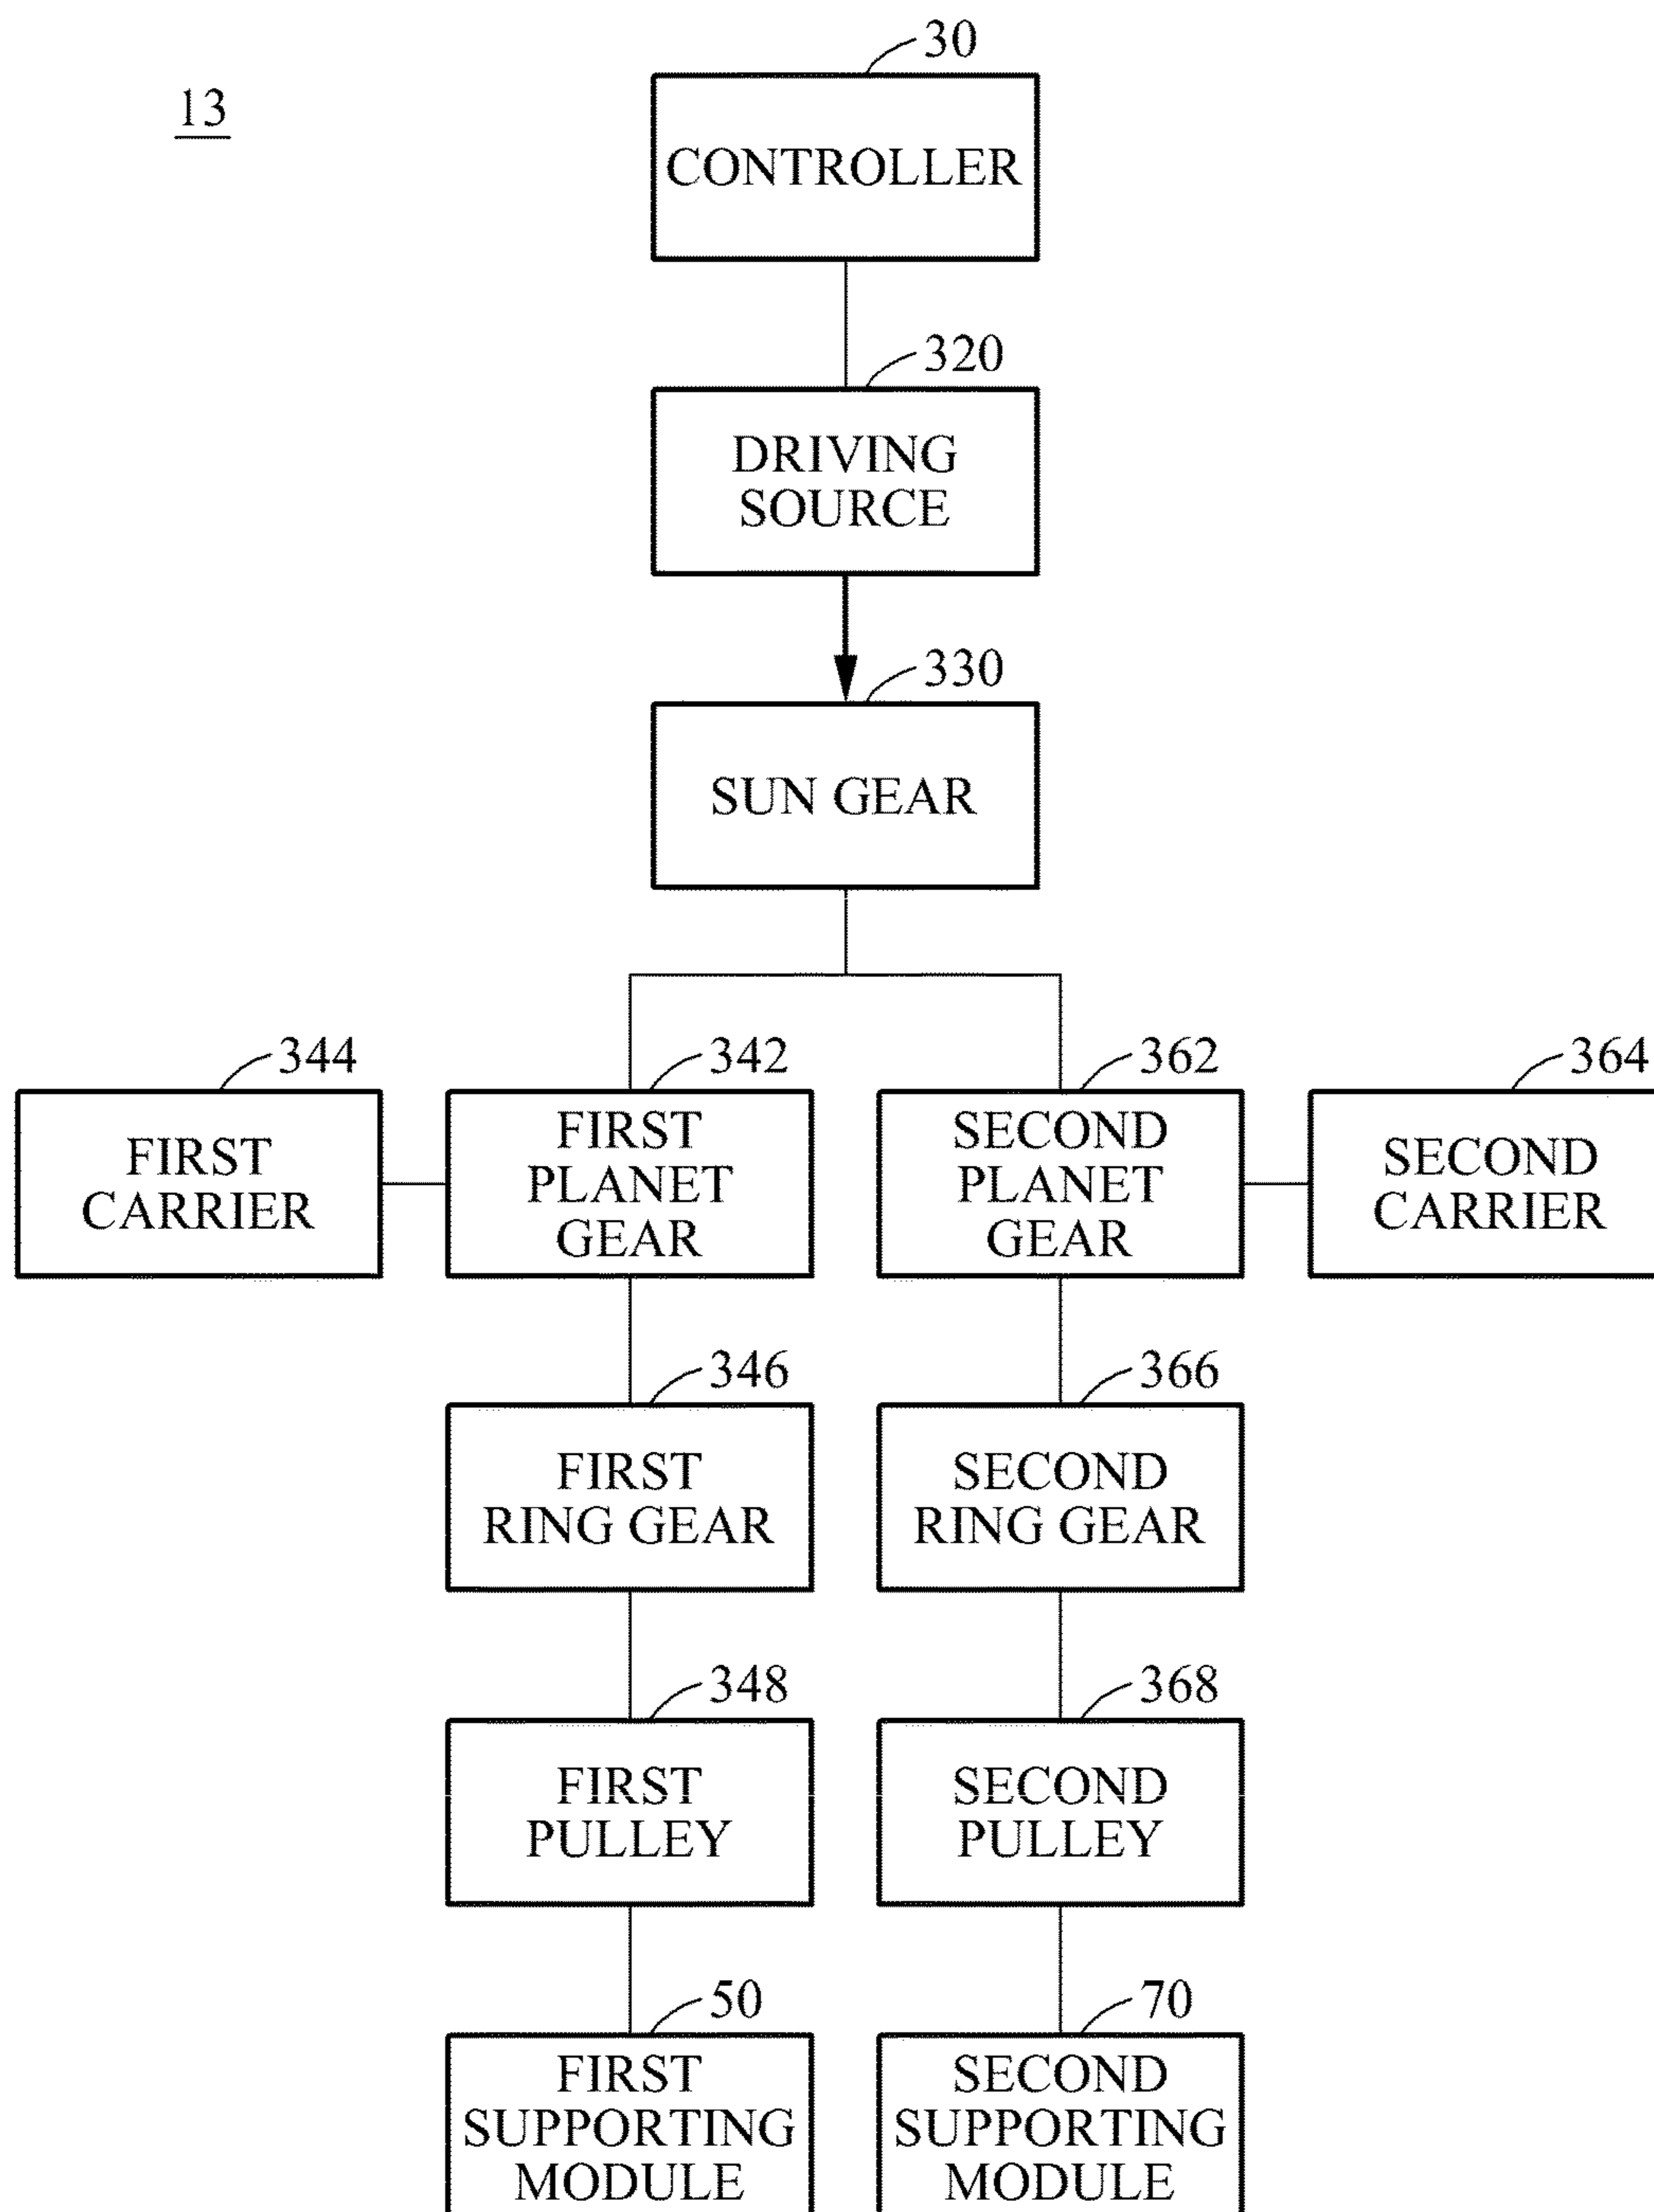 13
30
CONTROLLER
320
DRIVING
SOURCE
330
SUN GEAR
344
FIRST
CARRIER
342
FIRST
PLANET
GEAR
362
SECOND
PLANET
GEAR
364
SECOND
CARRIER
346
FIRST
RING GEAR
366
SECOND
RING GEAR
348
FIRST
PULLEY
368
SECOND
PULLEY
50
FIRST
SUPPORTING
MODULE
70
SECOND
SUPPORTING
MODULE